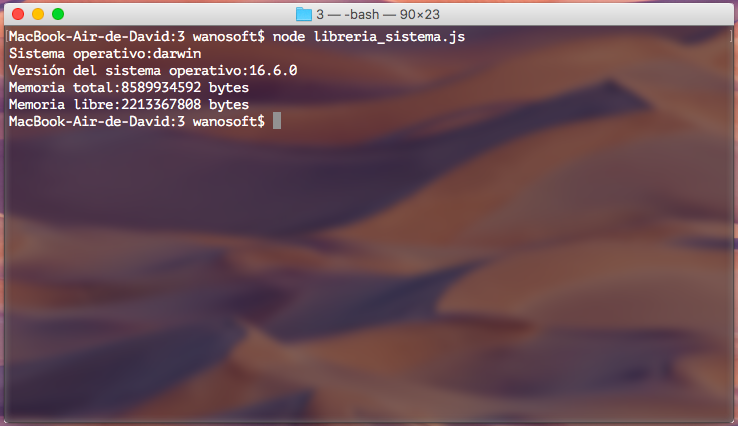 3 — -bash — 90×23
MacBook-Air-de-David:3 wanosoft$ node libreria_sistema.js
Sistema operativo:darwin
Versión del sistema operativo:16.6.0
Memoria total:8589934592 bytes
Memoria libre:2213367808 bytes
MacBook-Air-de-David:3 wanosoft$